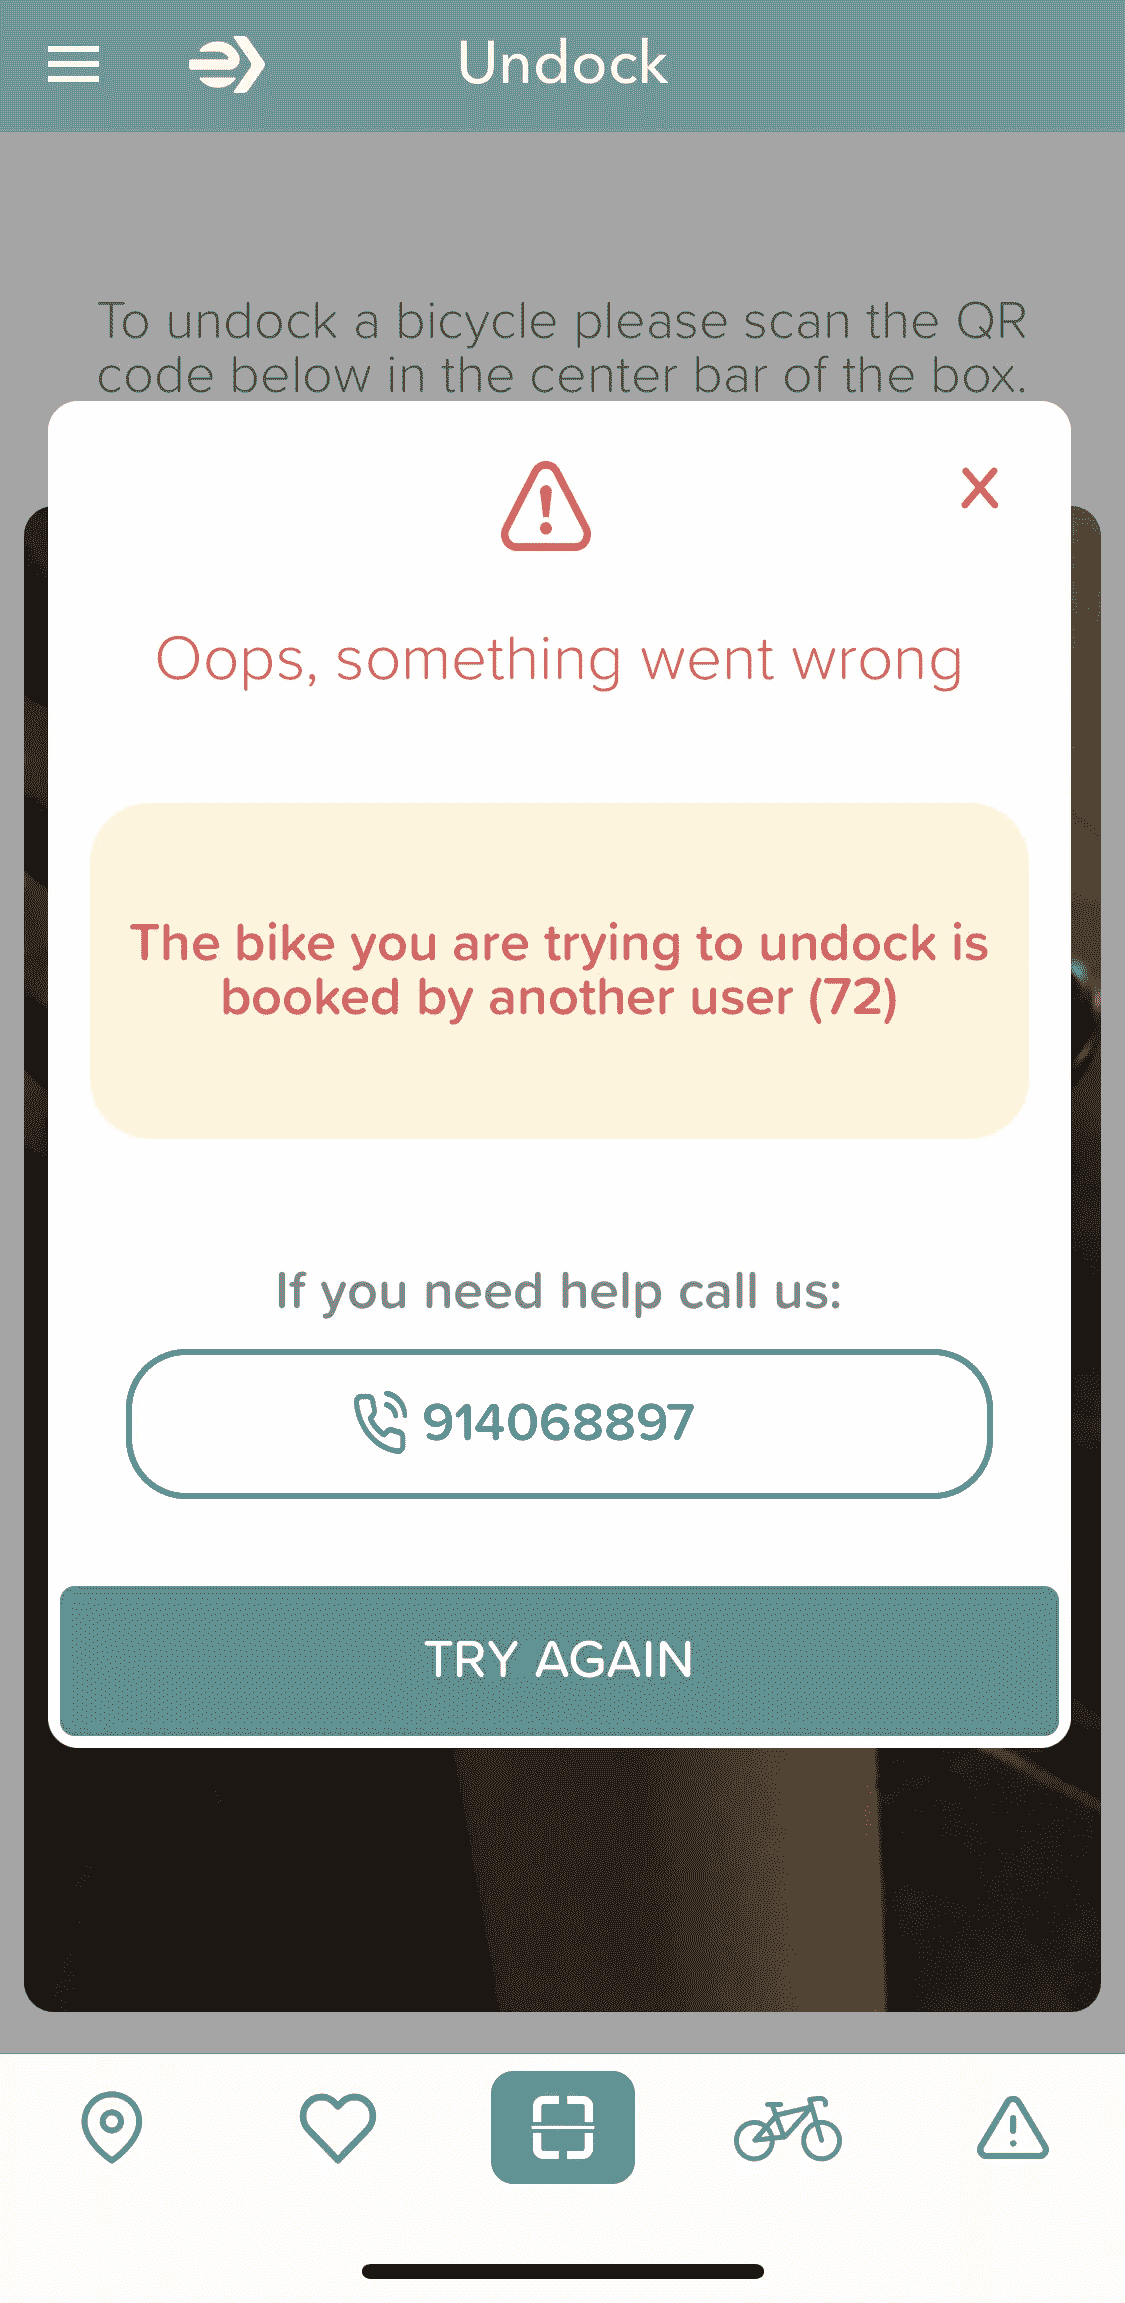 Undock
To undock a bicycle please scan the QR
code below in the center bar of the box.
Oops, something went wrong
The bike you are trying to undock is
booked by another user (72)
If you need help call us:
914068897
TRY AGAIN